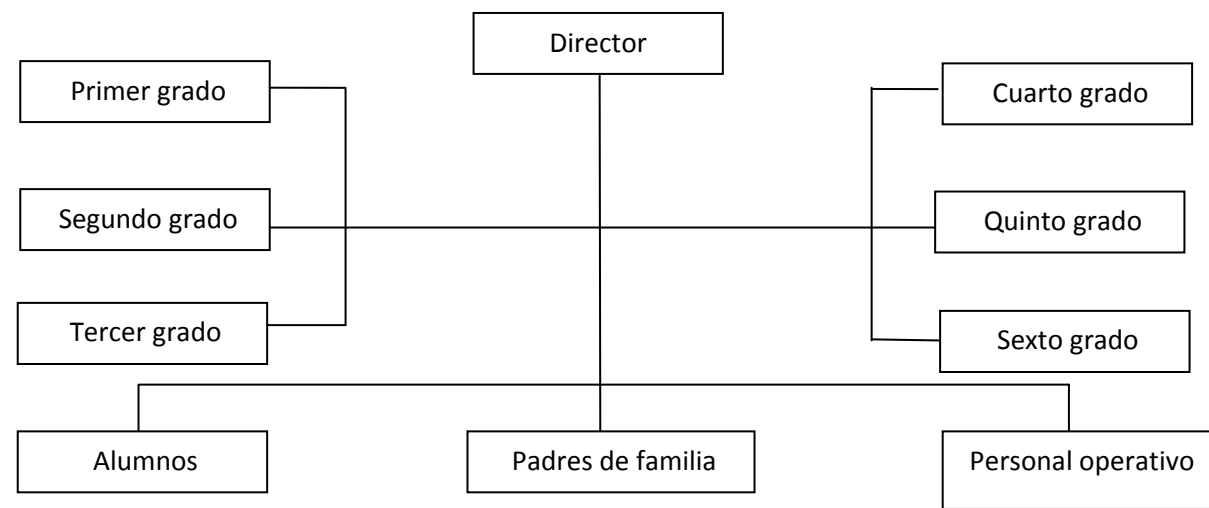 Director
Primer grado
Cuarto grado
Segundo grado
Quinto grado
Tercer grado
Sexto grado
Alumnos
Padres de familia
Personal operativo